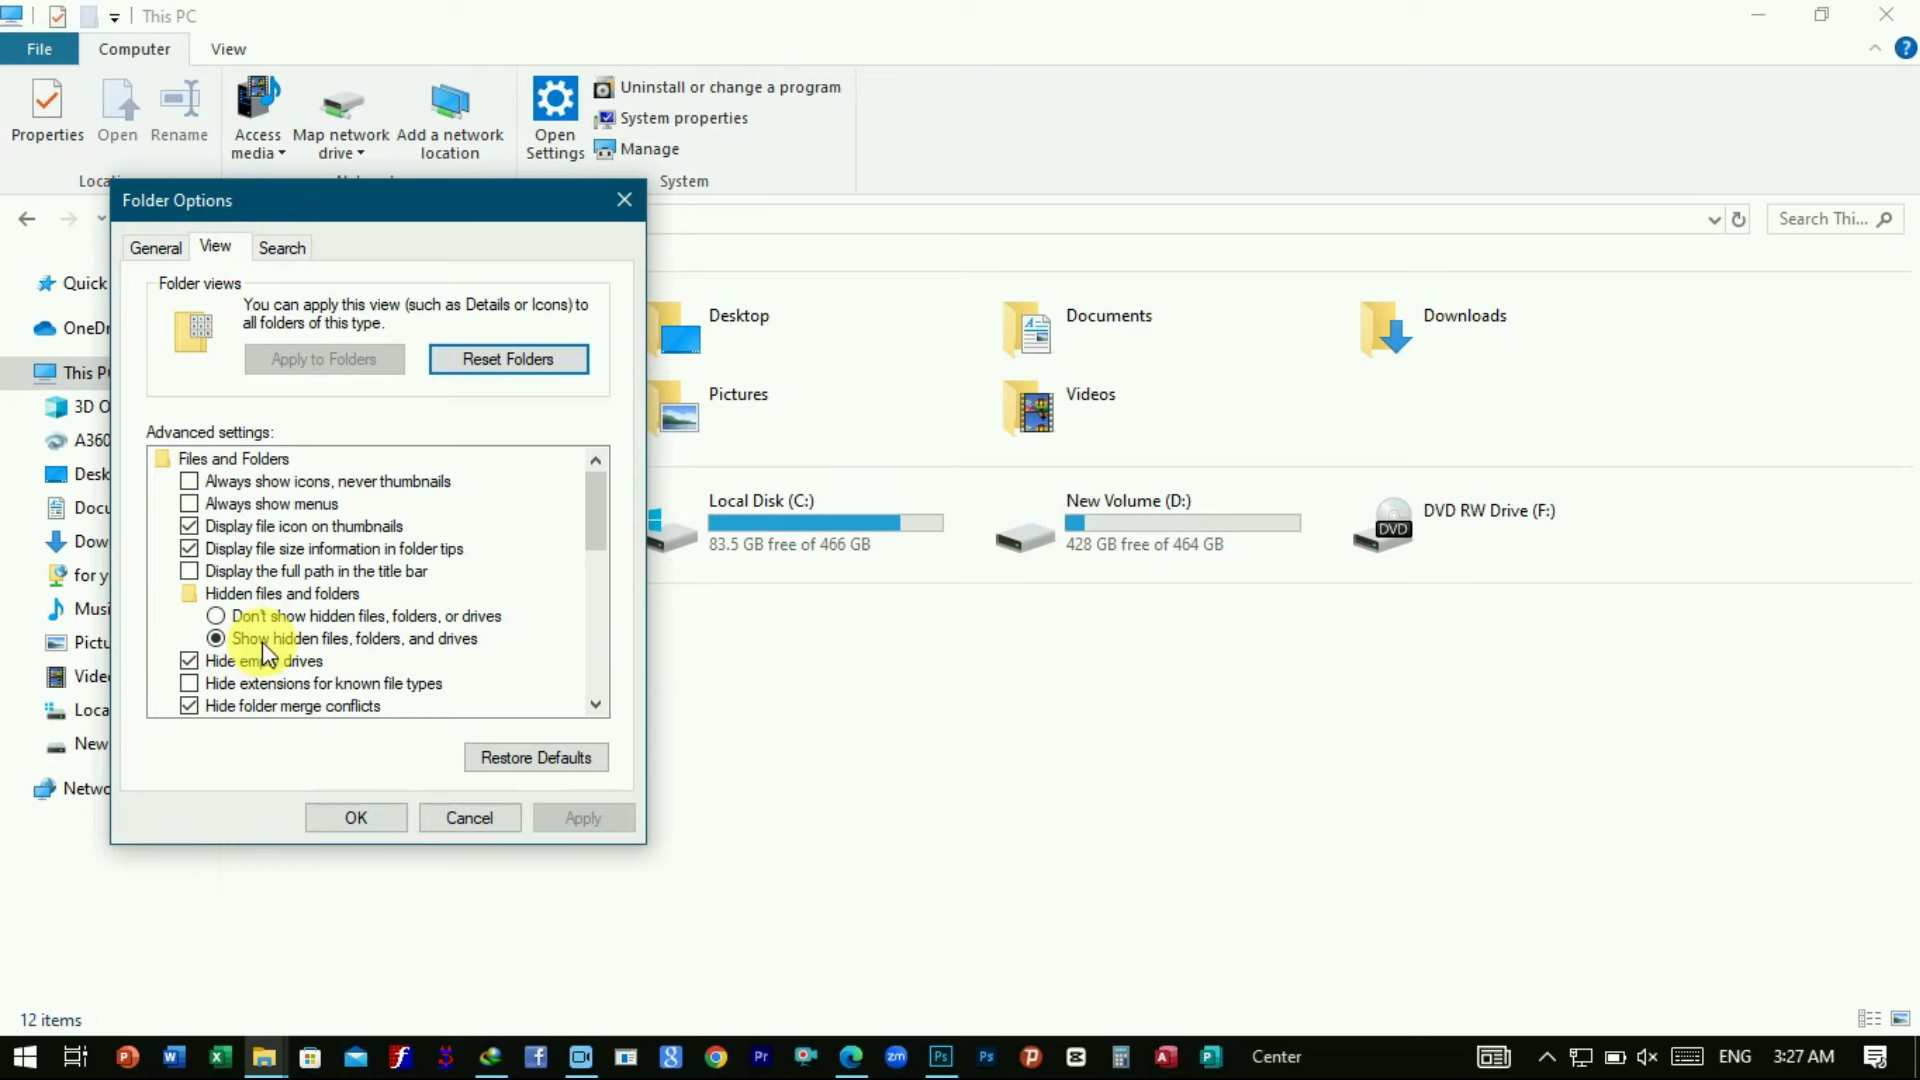 This PC
File
Computer
View
Properties
Open
Rename
Access
media
Map network
drive
Add a network
location
Open
Settings
Uninstall or change a program
System properties
Manage
System
Folder Options
Search Thi...
General
View
Search
Folder views
You can apply this view (such as Details or Icons) to
all folders of this type.
Apply to Folders
Reset Folders
Advanced settings:
Files and Folders
Always show icons, never thumbnails
Always show menus
Display file icon on thumbnails
Display file size information in folder tips
Display the full path in the title bar
Hidden files and folders
Don't show hidden files, folders, or drives
Show hidden files, folders, and drives
Hide empty drives
Hide extensions for known file types
Hide folder merge conflicts
Restore Defaults
OK
Cancel
Apply
Quick
OneDr
This P
3D O
A360
Desk
Docu
Dow
for y
Musi
Pictu
Vide
Loca
New
Netwo
Desktop
Documents
Downloads
Pictures
Videos
Local Disk (C:)
83.5 GB free of 466 GB
New Volume (D:)
428 GB free of 464 GB
DVD
DVD RW Drive (F:)
12 items
Center
ENG
3:27 AM